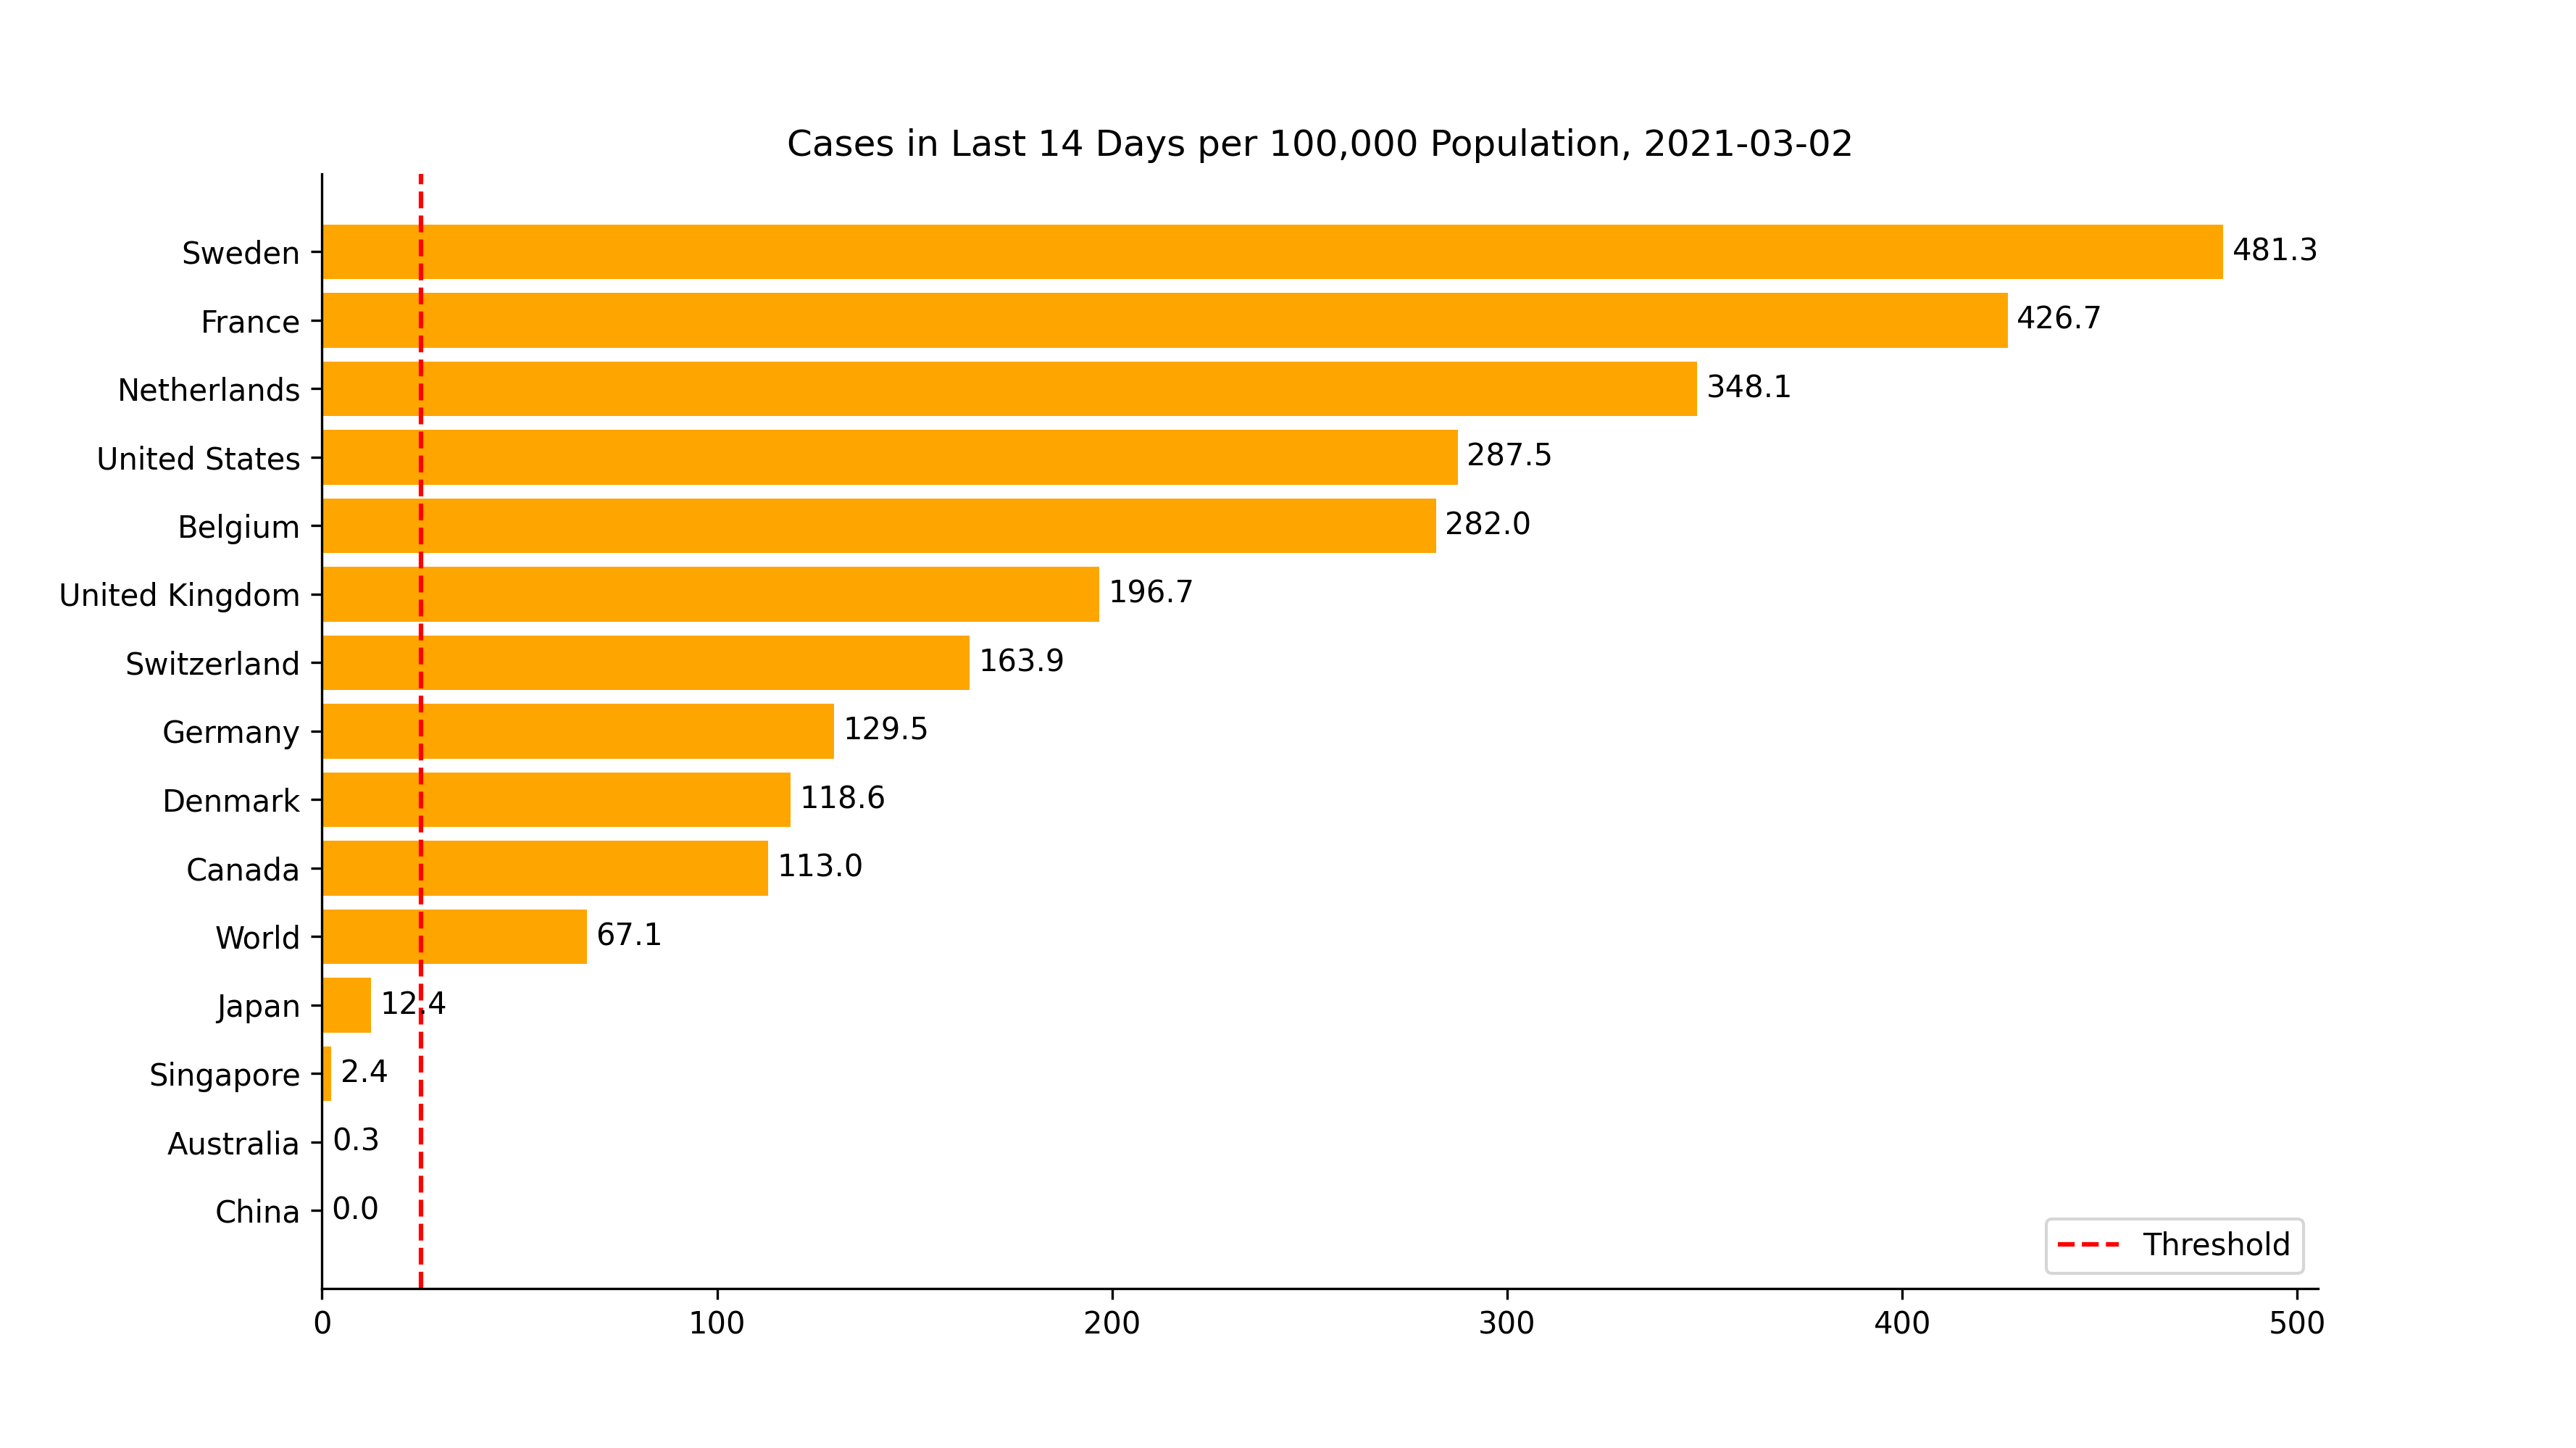 Cases in Last 14 Days per 100,000 Population, 2021-03-02
Sweden 481.3
France 426.7
Netherlands 348.1
United States 287.5
Belgium 282.0
United Kingdom 196.7
Switzerland 163.9
Germany 129.5
Denmark 118.6
Canada 113.0
World 67.1
Japan 12.4
Singapore 2.4
Australia 0.3
China 0.0
Threshold
0 100 200 300 400 500